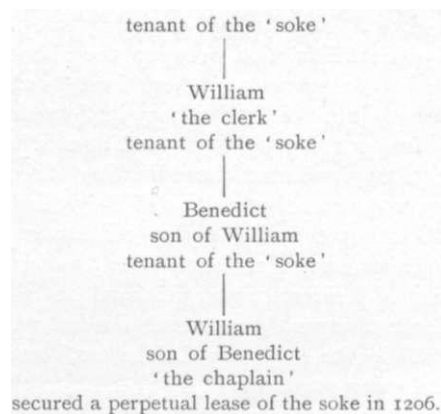 tenant of the ‘soke’
William
‘the clerk’
tenant of the ‘soke’
Benedict
son of William
tenant of the ‘soke’
William
son of Benedict
‘the chaplain’
secured a perpetual lease of the soke in 1206.